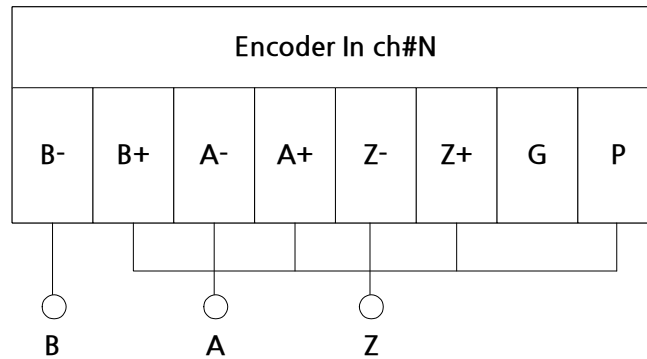 Encoder In ch#N
B- B+ A- A+ Z- Z+ G P
B A Z